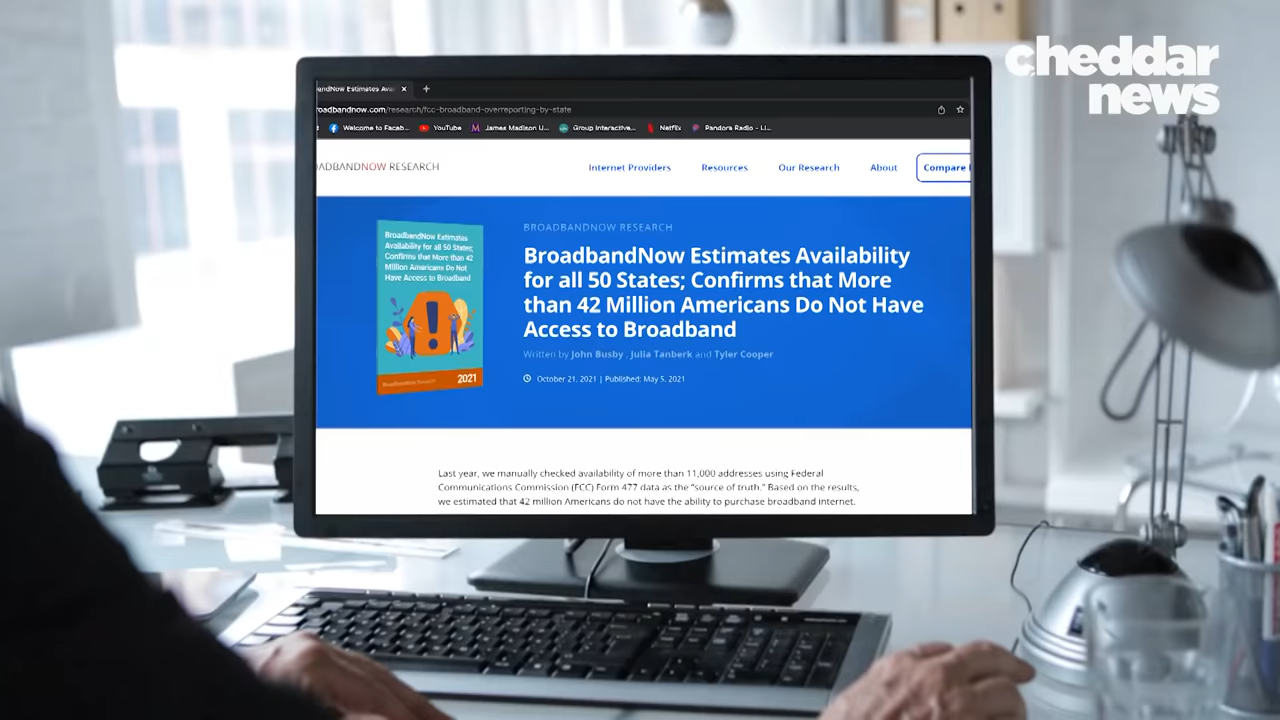 cheddar
news
endNow Estimates Ava
roadbandnow.com/research/fcc-broadband-overreporting-by-state
Welcome to Faceb... YouTube James Madison U... Group Interactive... Netflix Pandora Radio - Li...
OADBANDNOW RESEARCH Internet Providers Resources Our Research About Compare
BroadbandNow Estimates
Availability for all 50 States;
Confirms that More than 42
Million Americans Do Not
Have Access to Broadband
BroadbandNow Research 2021
BROADBANDNOW RESEARCH
BroadbandNow Estimates Availability
for all 50 States; Confirms that More
than 42 Million Americans Do Not Have
Access to Broadband
Written by John Busby , Julia Tanberk and Tyler Cooper
October 21, 2021 | Published: May 5, 2021
Last year, we manually checked availability of more than 11,000 addresses using Federal
Communications Commission (FCC) Form 477 data as the “source of truth.” Based on the results,
we estimated that 42 million Americans do not have the ability to purchase broadband internet.